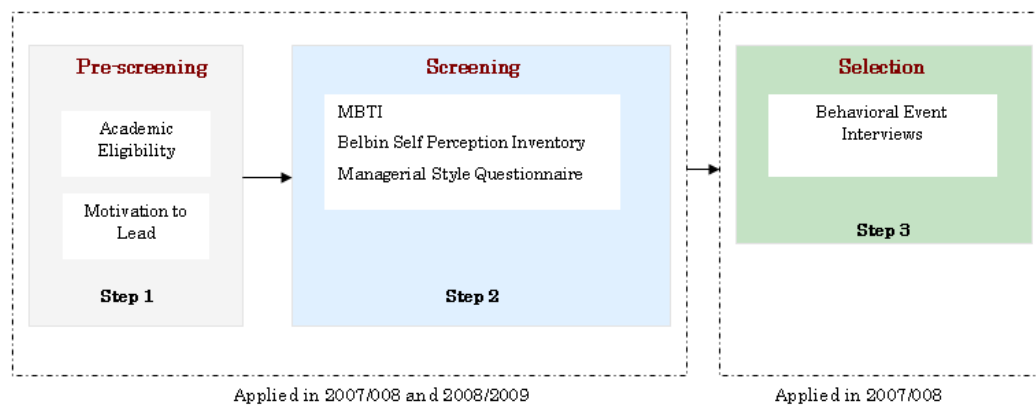 Pre-screening
Academic
Eligibility
Motivation to
Lead
Step 1
Screening
MBTI
Belbin Self Perception Inventory
Managerial Style Questionnaire
Step 2
Selection
Behavioral Event
Interviews
Step 3
Applied in 2007/008 and 2008/2009
Applied in 2007/008